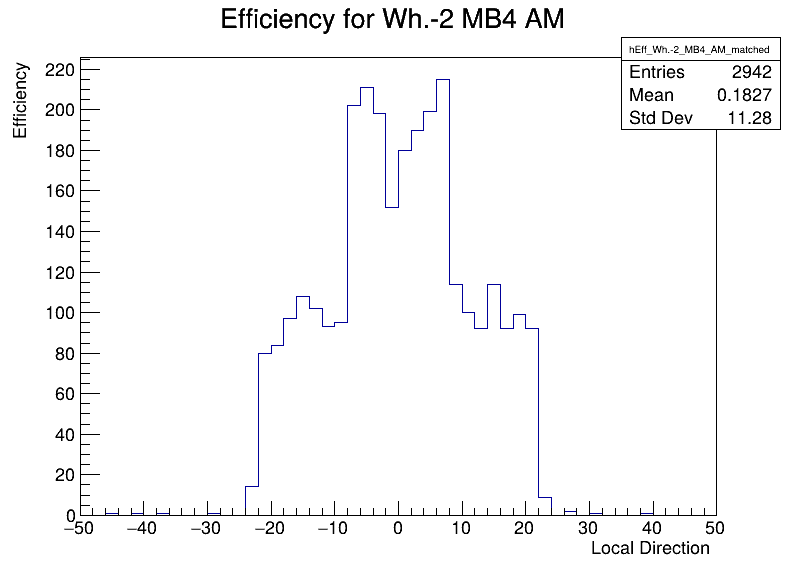 Efficiency for Wh.-2 MB4 AM
hEff_Wh.-2_MB4_AM_matched
Entries 2942
Mean 0.1827
Std Dev 11.28
Efficiency
220
200
180
160
140
120
100
80
60
40
20
0
−50 −40 −30 −20 −10 0 10 20 30 40 50
Local Direction